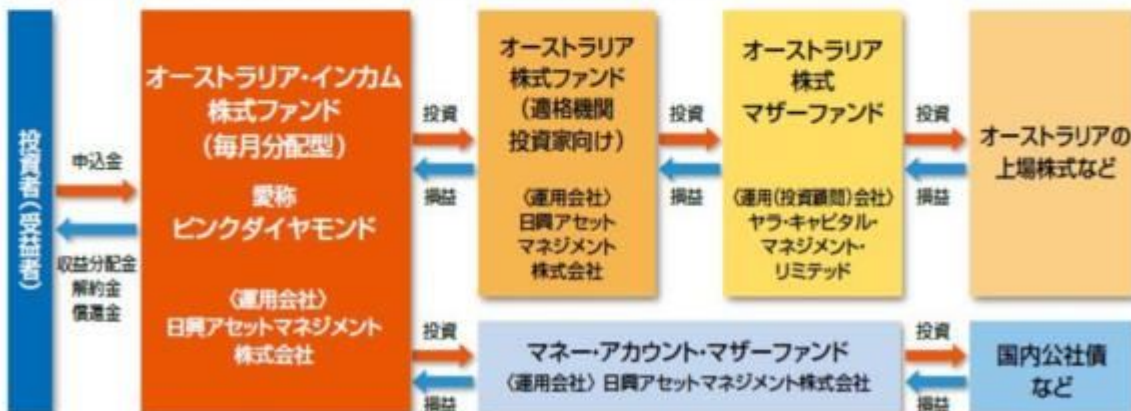 投資者(受益者)
申込金
収益分配金
解約金
償還金
オーストラリア・インカム
株式ファンド
(毎月分配型)
愛称
ピンクダイヤモンド
〈運用会社〉
日興アセットマネジメント
株式会社
投資
損益
オーストラリア
株式ファンド
(適格機関
投資家向け)
〈運用会社〉
日興アセット
マネジメント
株式会社
投資
損益
オーストラリア
株式
マザーファンド
〈運用(投資顧問)会社〉
ヤラ・キャピタル・
マネジメント・
リミテッド
投資
損益
オーストラリアの
上場株式など
投資
損益
マネー・アカウント・マザーファンド
〈運用会社〉日興アセットマネジメント株式会社
投資
損益
国内公社債
など